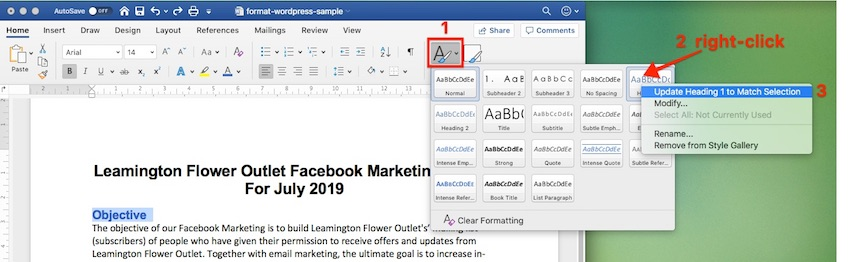 AutoSave OFF
format-wordpress-sample
Home Insert Draw Design Layout References Mailings Review View
Share Comments
Paste
Arial 14
1
2 right-click
3
AaBbCcDdEe
Normal
1. AaB
Subheader 2
AaBbCc
Subheader 3
AaBbCcDdEe
No Spacing
AaBbCcDdEe
Heading 2
AaBbC
Title
AaBbCcDdEe
Subtitle
AaBbCcDdEe
Subtle Emph...
AaBbCcDdEe
Intense Emp...
AaBbCcDdEe
Strong
AaBbCcDdEe
Quote
AaBbCcDdEe
Intense Quote
Subtle Refer...
AaBbCcDdEe
Intense Refer...
AaBbCcDdEe
Book Title
AaBbCcDdEe
List Paragraph
Clear Formatting
Update Heading 1 to Match Selection
Modify...
Select All: Not Currently Used
Rename...
Remove from Style Gallery
Leamington Flower Outlet Facebook Marketing
For July 2019
Objective
The objective of our Facebook Marketing is to build Leamington Flower Outlet's' mailing list
(subscribers) of people who have given their permission to receive offers and updates from
Leamington Flower Outlet. Together with email marketing, the ultimate goal is to increase in-